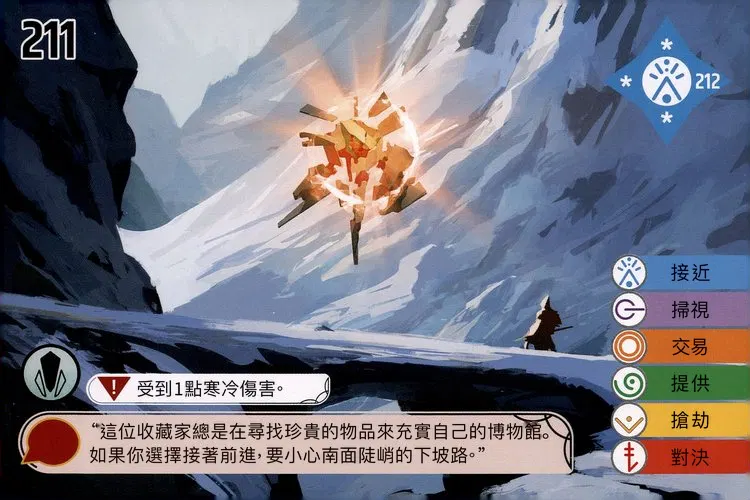 211
* 
* 212
*
接近
掃視
交易
提供
搶劫
對決
! 受到1點寒冷傷害。
“這位收藏家總是在尋找珍貴的物品來充實自己的博物館。
如果你選擇接著前進,要小心南面陡峭的下坡路。”